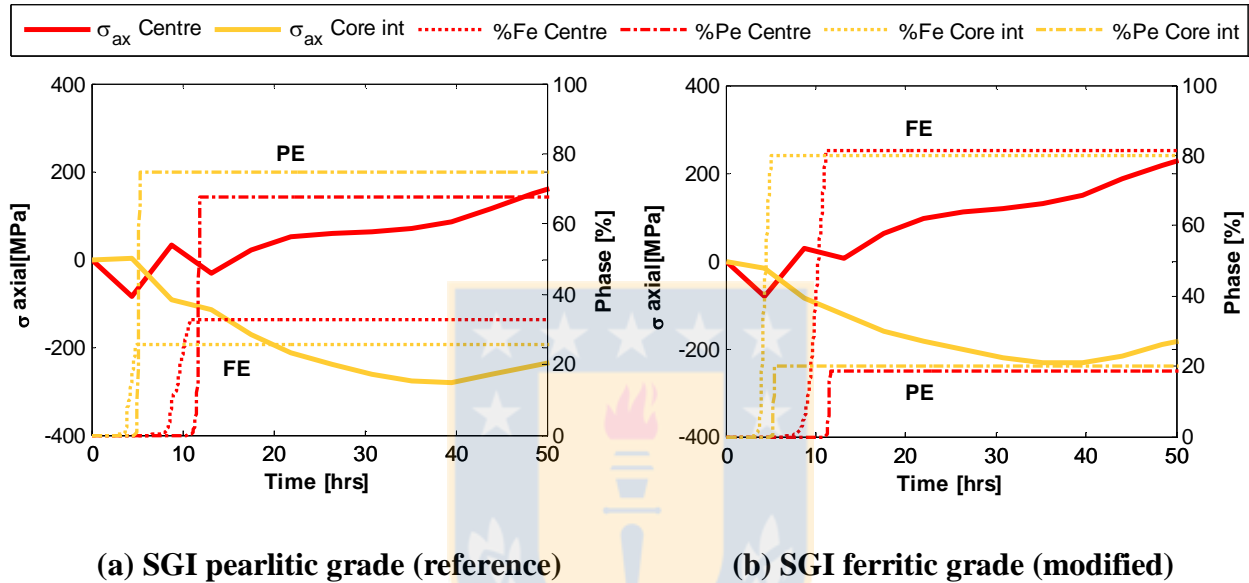 σax Centre σax Core int %Fe Centre %Pe Centre %Fe Core int %Pe Core int
400
200
0
-200
-400
σ axial[MPa]
100
80
60
40
20
0
Phase [%]
PE
FE
0 10 20 30 40 50
Time [hrs]
(a) SGI pearlitic grade (reference)
400
200
0
-200
-400
σ axial[MPa]
100
80
60
40
20
0
Phase [%]
FE
PE
0 10 20 30 40 50
Time [hrs]
(b) SGI ferritic grade (modified)